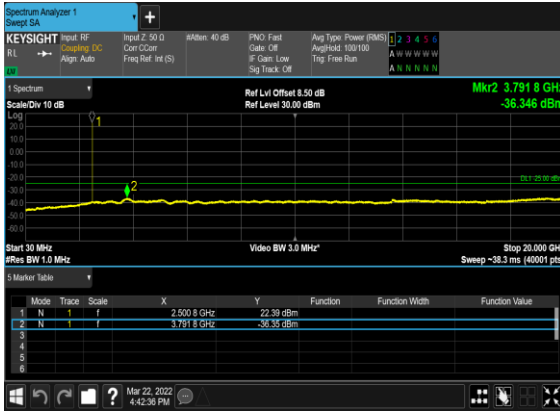 Spectrum Analyzer 1
Swept SA
+
KEYSIGHT Input: RF Input Z: 50 Ω #Atten: 40 dB PNO: Fast Avg Type: Power (RMS) 1 2 3 4 5 6
RL Coupling: DC Corr CCorr Gate: Off Avg|Hold: 100/100 A W W W W W
Align: Auto Freq Ref: Int (S) IF Gain: Low Trig: Free Run
Sig Track: Off A N N N N N
1 Spectrum Ref Lvl Offset 8.50 dB Mkr2 3.791 8 GHz
Scale/Div 10 dB Ref Level 30.00 dBm -36.346 dBm
Log
1
20.0
10.0
0.00
-10.0
-20.0
DL1 -25.00 dBm
-30.0
2
-40.0
-50.0
-60.0
Start 30 MHz Video BW 3.0 MHz* Stop 20.000 GHz
#Res BW 1.0 MHz Sweep ~38.3 ms (40001 pts)
5 Marker Table
Mode Trace Scale X Y Function Function Width Function Value
1 N 1 f 2.500 8 GHz 22.39 dBm
2 N 1 f 3.791 8 GHz -36.35 dBm
3
4
5
6
?
Mar 22, 2022
4:42:36 PM